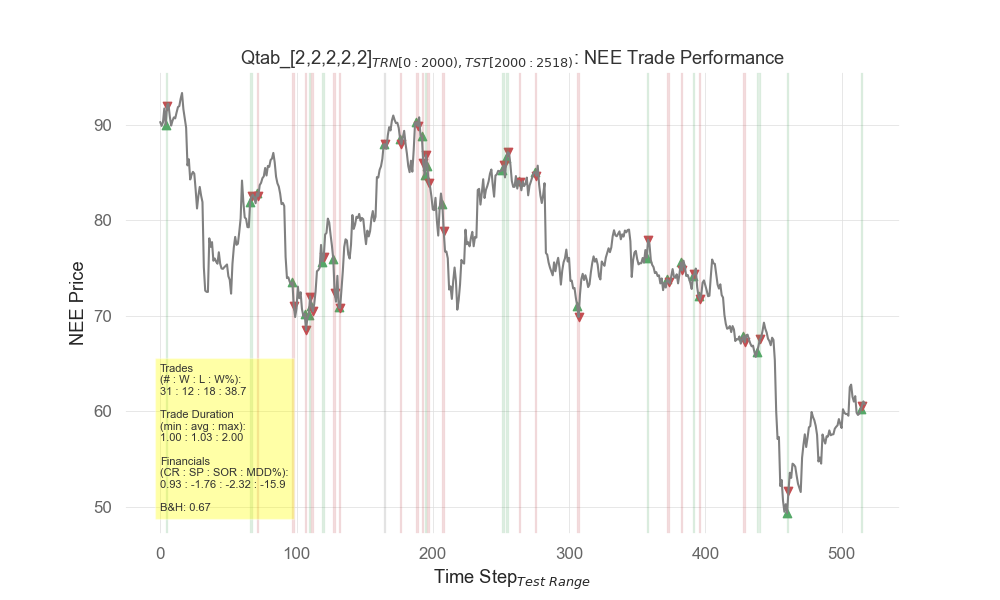 Qtab_[2,2,2,2,2]TRN[0 : 2000), TST[2000 : 2518): NEE Trade Performance
NEE Price
90
80
70
60
50
Trades
(# : W : L : W%):
31 : 12 : 18 : 38.7
Trade Duration
(min : avg : max):
1.00 : 1.03 : 2.00
Financials
(CR : SP : SOR : MDD%):
0.93 : -1.76 : -2.32 : -15.9
B&H: 0.67
0 100 200 300 400 500
Time StepTest Range